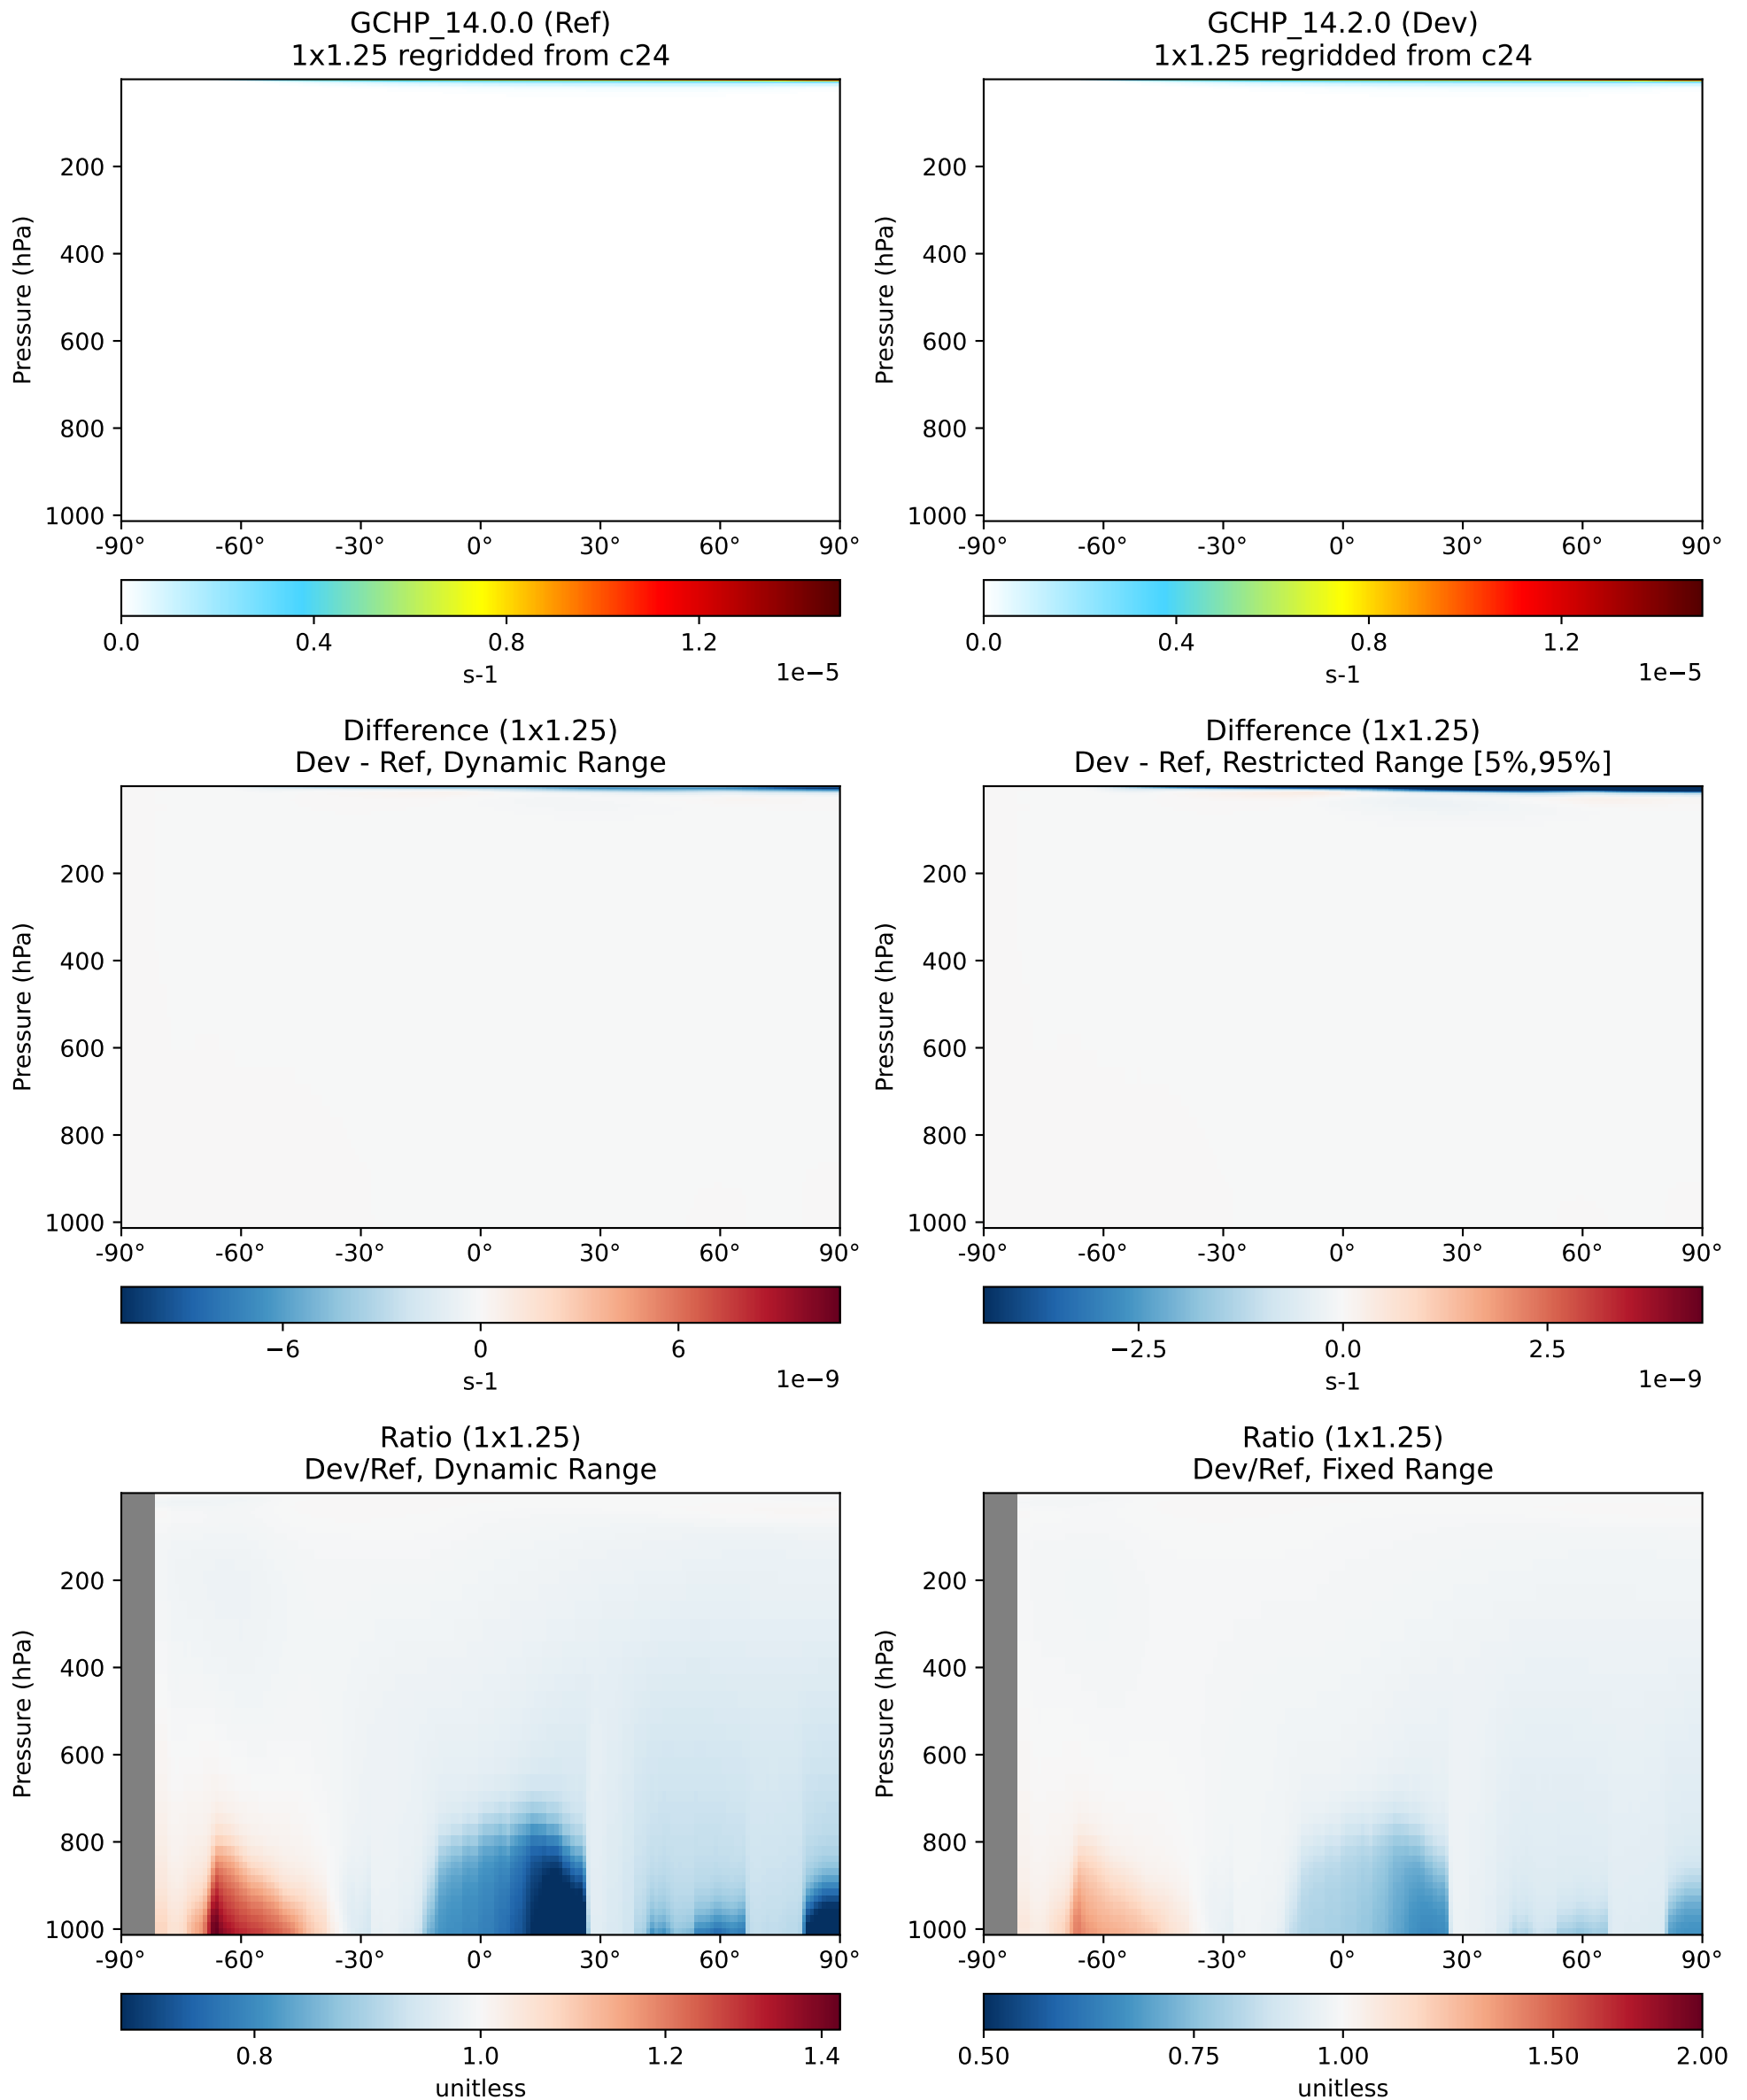 GCHP_14.0.0 (Ref)
1x1.25 regridded from c24
Pressure (hPa)
200
400
600
800
1000
-90° -60° -30° 0° 30° 60° 90°
0.0 0.4 0.8 1.2
s-1
1e−5
GCHP_14.2.0 (Dev)
1x1.25 regridded from c24
Pressure (hPa)
200
400
600
800
1000
-90° -60° -30° 0° 30° 60° 90°
0.0 0.4 0.8 1.2
s-1
1e−5
Difference (1x1.25)
Dev - Ref, Dynamic Range
Pressure (hPa)
200
400
600
800
1000
-90° -60° -30° 0° 30° 60° 90°
−6 0 6
s-1
1e−9
Difference (1x1.25)
Dev - Ref, Restricted Range [5%,95%]
Pressure (hPa)
200
400
600
800
1000
-90° -60° -30° 0° 30° 60° 90°
−2.5 0.0 2.5
s-1
1e−9
Ratio (1x1.25)
Dev/Ref, Dynamic Range
Pressure (hPa)
200
400
600
800
1000
-90° -60° -30° 0° 30° 60° 90°
0.8 1.0 1.2 1.4
unitless
Ratio (1x1.25)
Dev/Ref, Fixed Range
Pressure (hPa)
200
400
600
800
1000
-90° -60° -30° 0° 30° 60° 90°
0.50 0.75 1.00 1.50 2.00
unitless